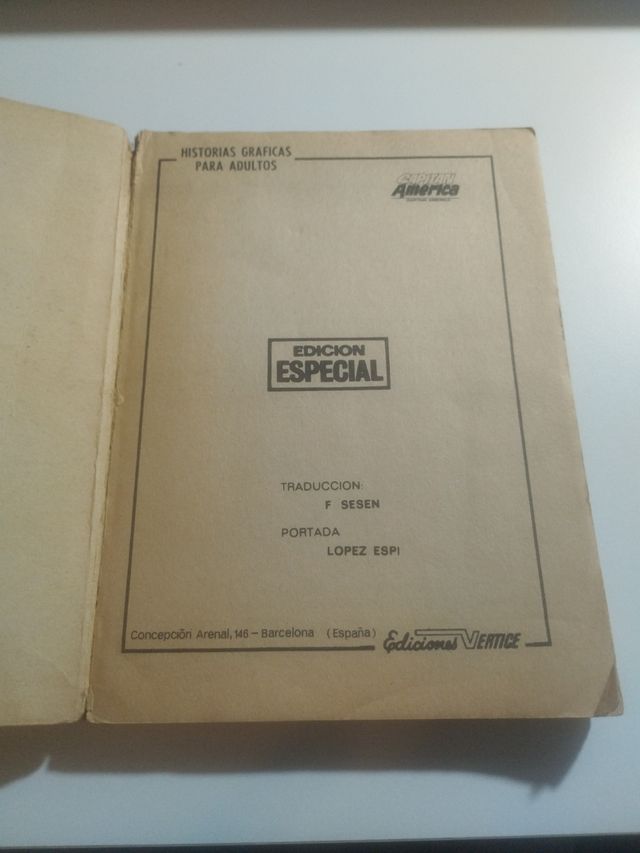 HISTORIAS GRAFICAS
PARA ADULTOS
CAPITAN
América
EDICION
ESPECIAL
TRADUCCION:
F SESEN
PORTADA
LOPEZ ESPI
Concepción Arenal, 146 – Barcelona (España)
Ediciones VERTICE